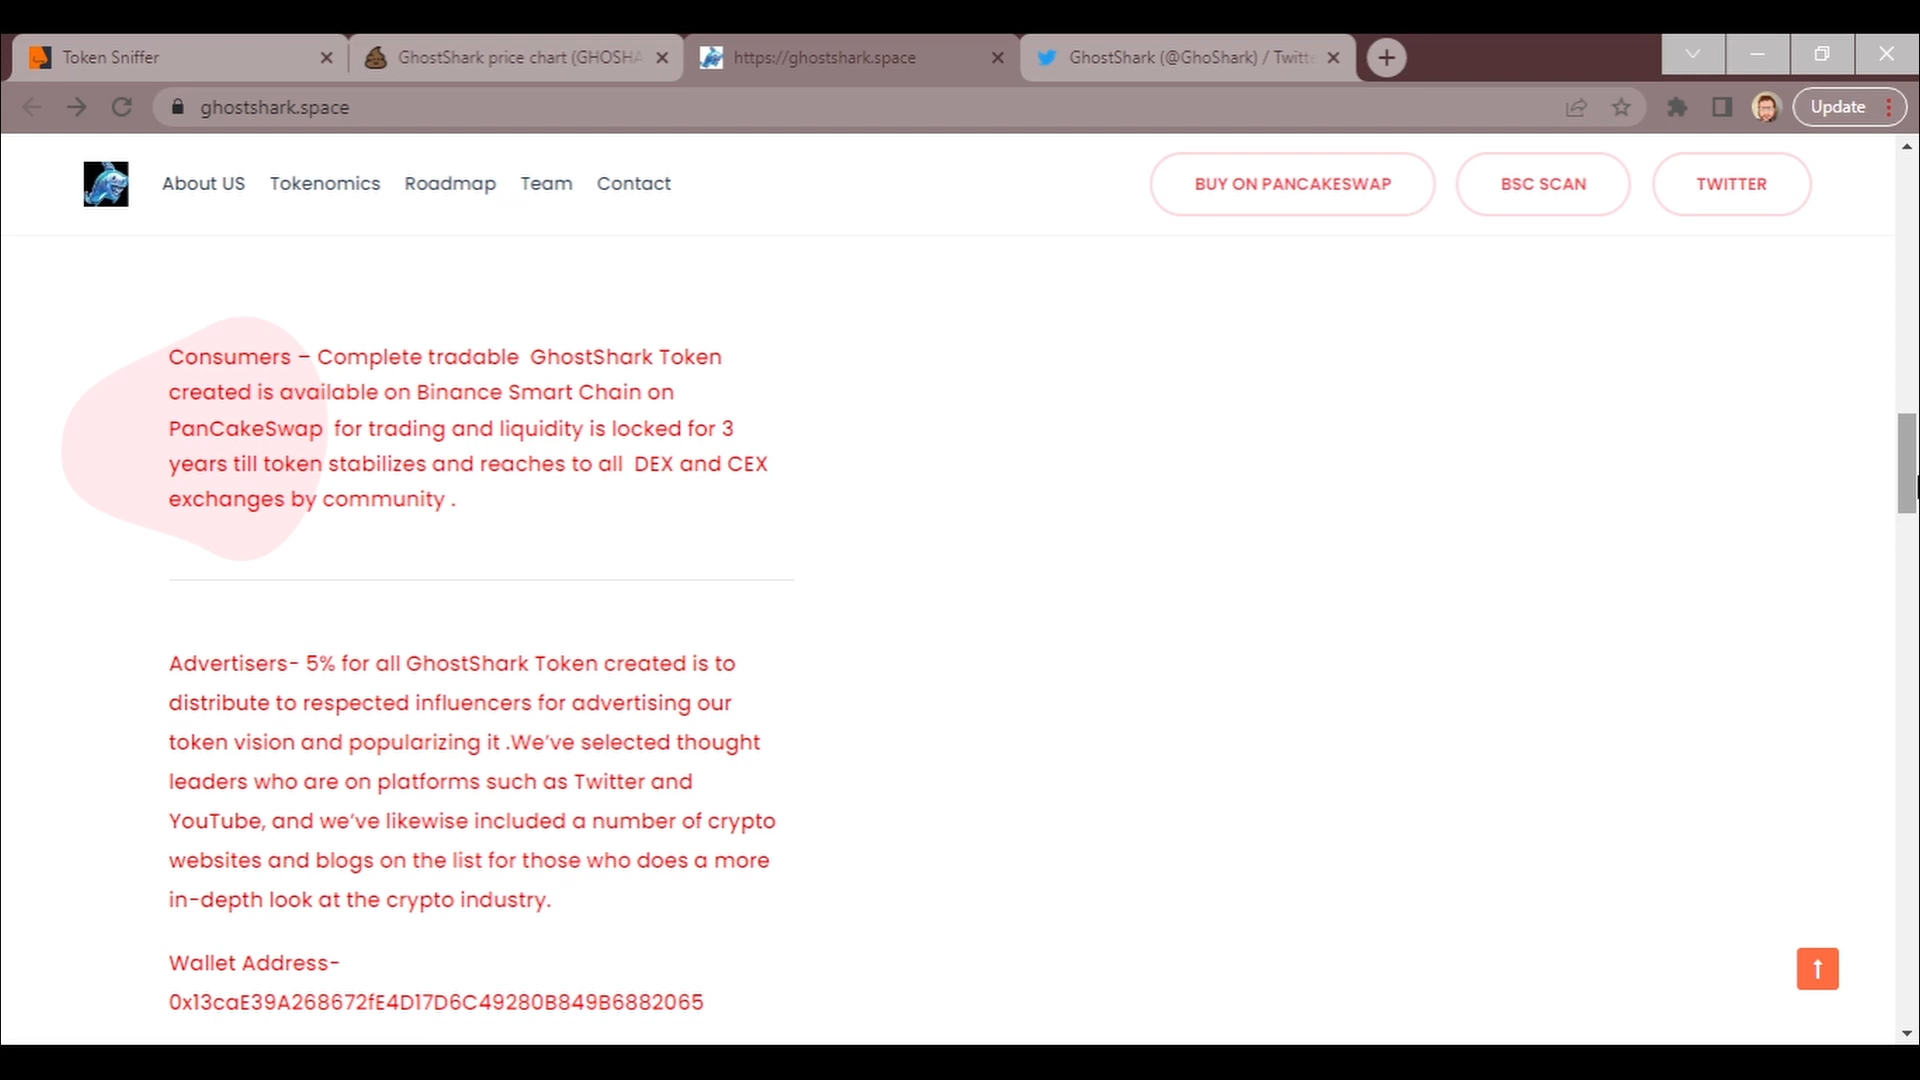 Token Sniffer
GhostShark price chart (GHOSHA
https://ghostshark.space
GhostShark (@GhoShark) / Twitte
ghostshark.space
Update
About US Tokenomics Roadmap Team Contact
BUY ON PANCAKESWAP
BSC SCAN
TWITTER
Consumers – Complete tradable  GhostShark Token
created is available on Binance Smart Chain on
PanCakeSwap  for trading and liquidity is locked for 3
years till token stabilizes and reaches to all  DEX and CEX
exchanges by community .
Advertisers- 5% for all GhostShark Token created is to
distribute to respected influencers for advertising our
token vision and popularizing it .We’ve selected thought
leaders who are on platforms such as Twitter and
YouTube, and we’ve likewise included a number of crypto
websites and blogs on the list for those who does a more
in-depth look at the crypto industry.
Wallet Address-
0x13caE39A268672fE4D17D6C49280B849B6882065